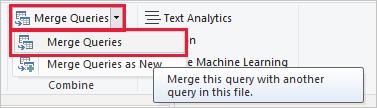 Merge Queries
Text Analytics
Merge Queries
Merge Queries as New
e Machine Learning
Combine
Merge this query with another
query in this file.